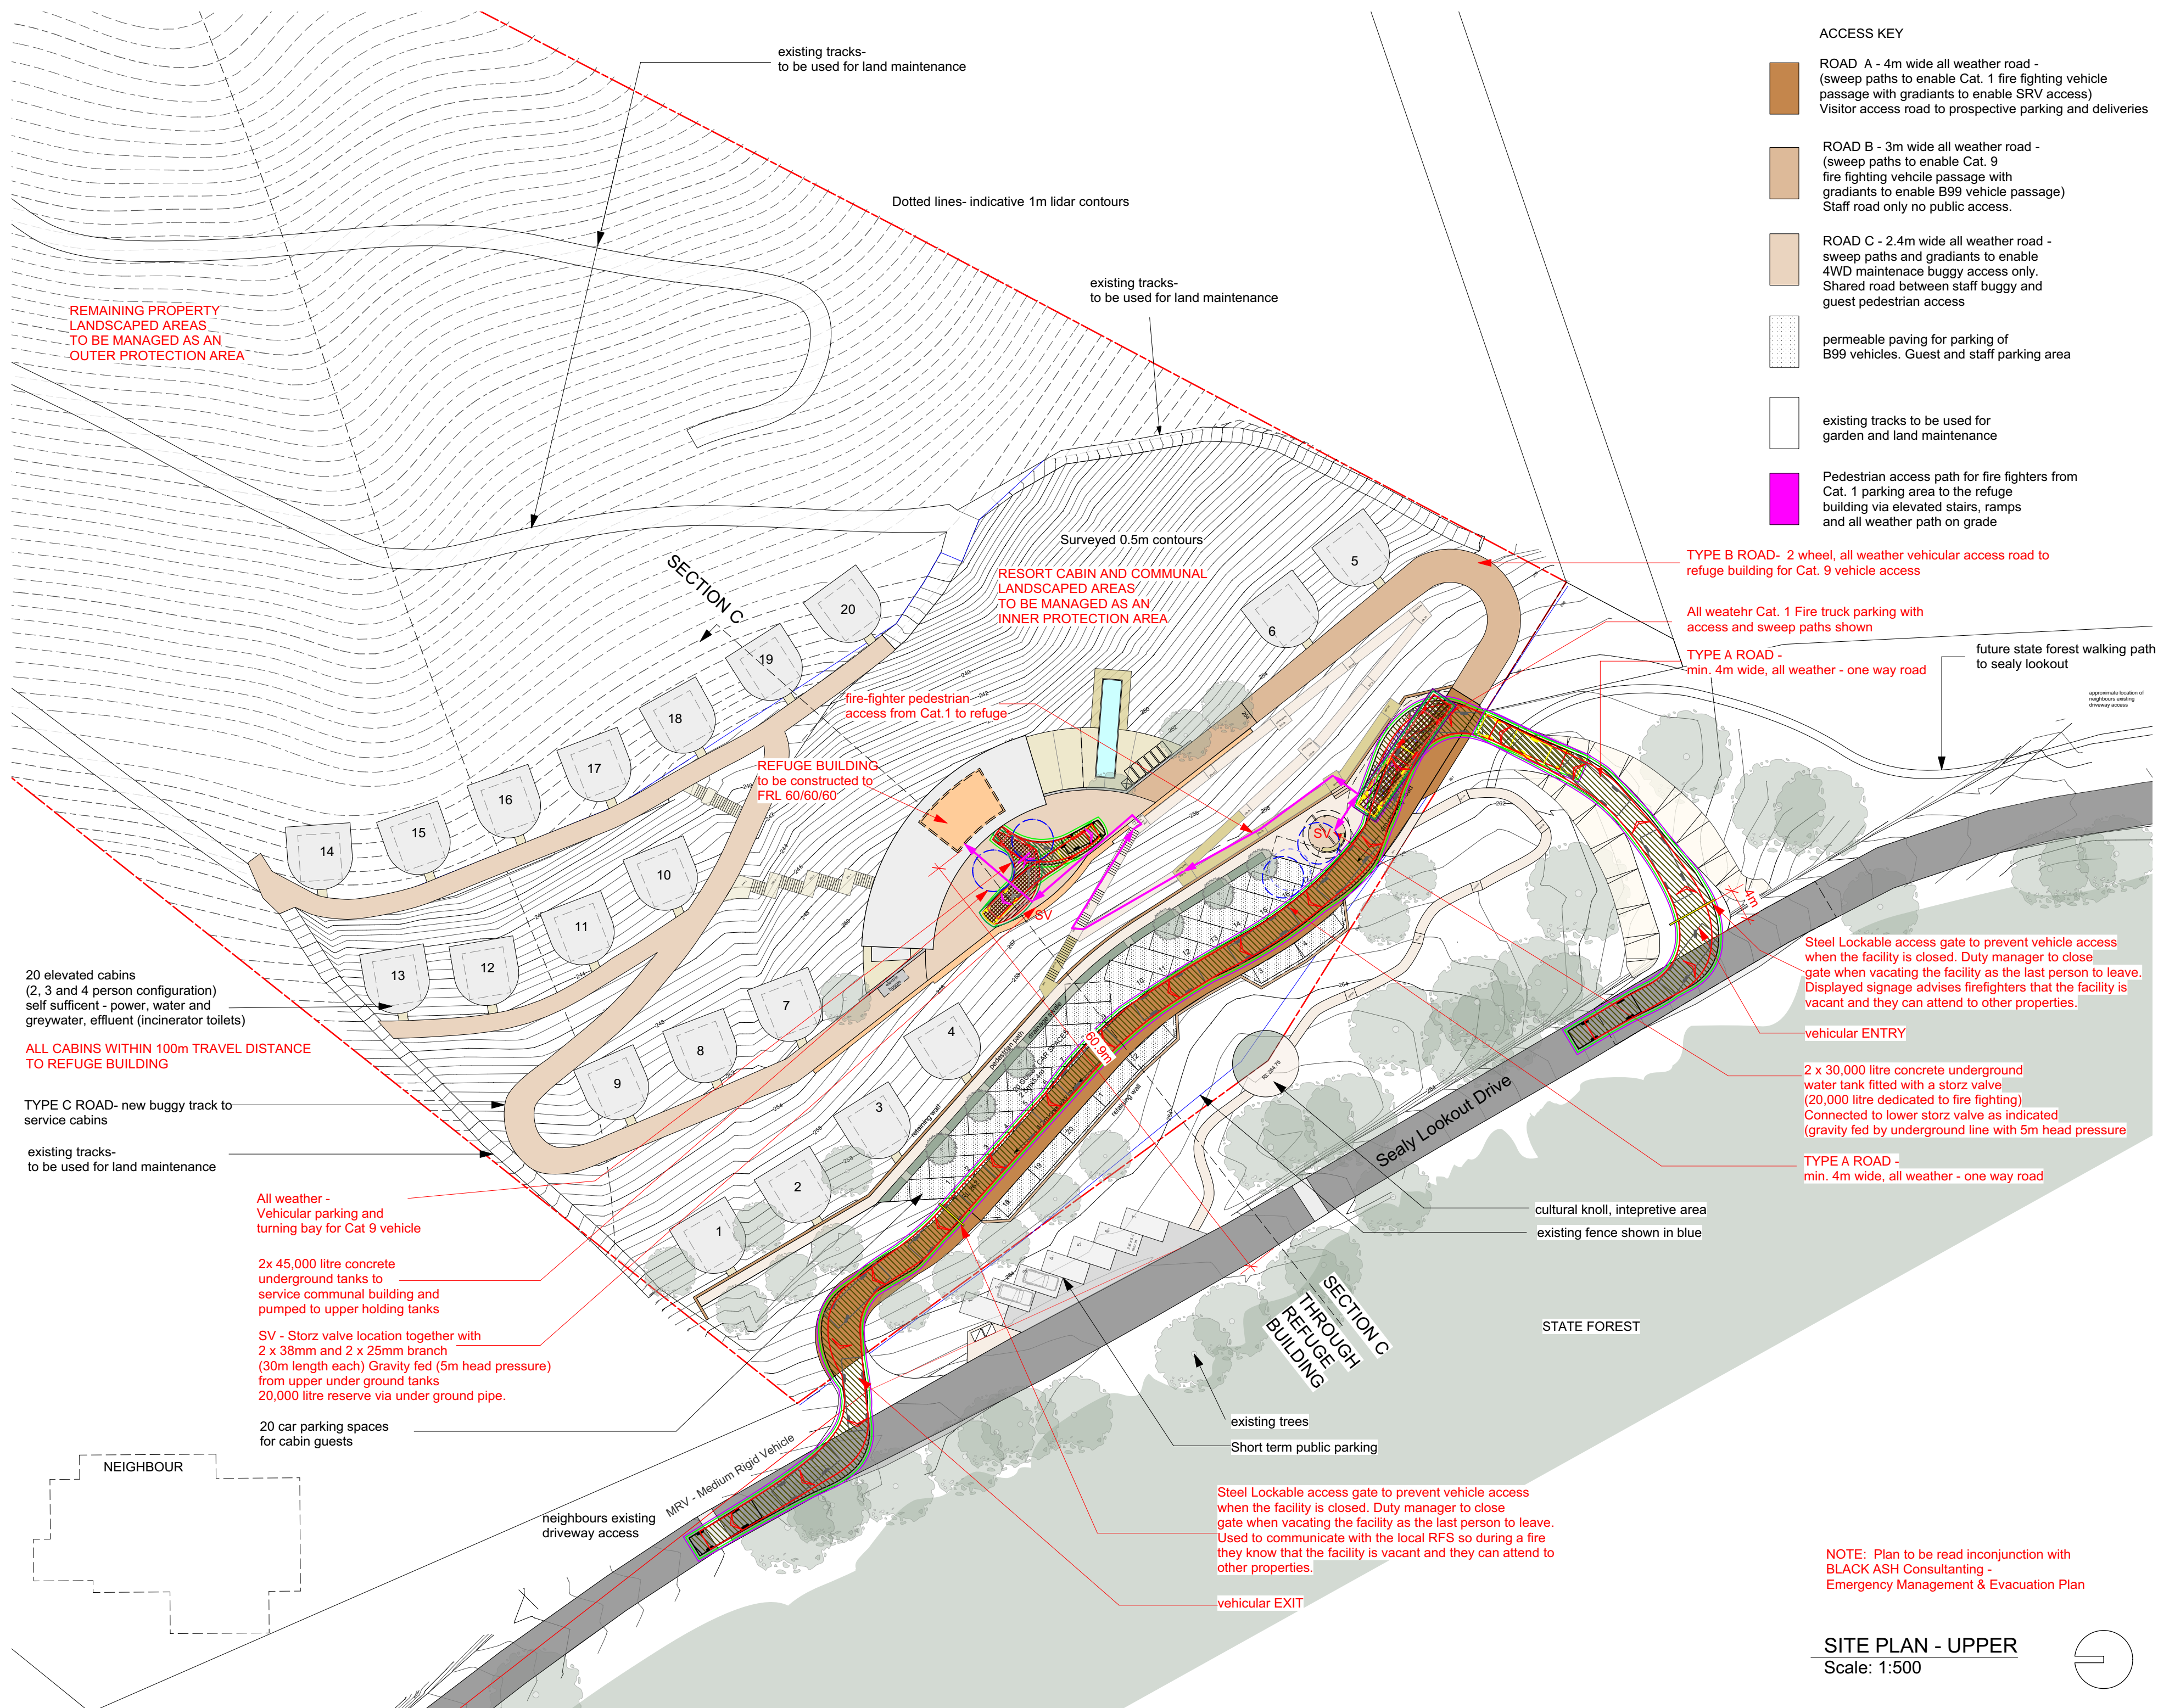 existing tracks-
to be used for land maintenance
Dotted lines- indicative 1m lidar contours
existing tracks-
to be used for land maintenance
REMAINING PROPERTY
LANDSCAPED AREAS
TO BE MANAGED AS AN
OUTER PROTECTION AREA
ACCESS KEY
ROAD A - 4m wide all weather road -
(sweep paths to enable Cat. 1 fire fighting vehicle
passage with gradiants to enable SRV access)
Visitor access road to prospective parking and deliveries
ROAD B - 3m wide all weather road -
(sweep paths to enable Cat. 9
fire fighting vehcile passage with
gradiants to enable B99 vehicle passage)
Staff road only no public access.
ROAD C - 2.4m wide all weather road -
sweep paths and gradiants to enable
4WD maintenace buggy access only.
Shared road between staff buggy and
guest pedestrian access
permeable paving for parking of
B99 vehicles. Guest and staff parking area
existing tracks to be used for
garden and land maintenance
Pedestrian access path for fire fighters from
Cat. 1 parking area to the refuge
building via elevated stairs, ramps
and all weather path on grade
TYPE B ROAD- 2 wheel, all weather vehicular access road to
refuge building for Cat. 9 vehicle access
All weatehr Cat. 1 Fire truck parking with
access and sweep paths shown
TYPE A ROAD -
min. 4m wide, all weather - one way road
future state forest walking path
to sealy lookout
approximate location of
neighbours existing
driveway access
Surveyed 0.5m contours
RESORT CABIN AND COMMUNAL
LANDSCAPED AREAS
TO BE MANAGED AS AN
INNER PROTECTION AREA
SECTION C
fire-fighter pedestrian
access from Cat.1 to refuge
REFUGE BUILDING
to be constructed to
FRL 60/60/60
5
6
20
19
18
17
16
15
14
10
11
12
13
7
8
9
4
3
2
1
SV
SV
4m
60.9m
pedestrian path
drainage swale
retaining wall
retaining wall
RL 264.75
Sealy Lookout Drive
20 elevated cabins
(2, 3 and 4 person configuration)
self sufficent - power, water and
greywater, effluent (incinerator toilets)
ALL CABINS WITHIN 100m TRAVEL DISTANCE
TO REFUGE BUILDING
TYPE C ROAD- new buggy track to
service cabins
existing tracks-
to be used for land maintenance
All weather -
Vehicular parking and
turning bay for Cat 9 vehicle
2x 45,000 litre concrete
underground tanks to
service communal building and
pumped to upper holding tanks
SV - Storz valve location together with
2 x 38mm and 2 x 25mm branch
(30m length each) Gravity fed (5m head pressure)
from upper under ground tanks
20,000 litre reserve via under ground pipe.
20 car parking spaces
for cabin guests
NEIGHBOUR
neighbours existing
driveway access
MRV - Medium Rigid Vehicle
Steel Lockable access gate to prevent vehicle access
when the facility is closed. Duty manager to close
gate when vacating the facility as the last person to leave.
Displayed signage advises firefighters that the facility is
vacant and they can attend to other properties.
vehicular ENTRY
2 x 30,000 litre concrete underground
water tank fitted with a storz valve
(20,000 litre dedicated to fire fighting)
Connected to lower storz valve as indicated
(gravity fed by underground line with 5m head pressure
TYPE A ROAD -
min. 4m wide, all weather - one way road
cultural knoll, intepretive area
existing fence shown in blue
SECTION C
THROUGH
REFUGE
BUILDING
STATE FOREST
existing trees
Short term public parking
Steel Lockable access gate to prevent vehicle access
when the facility is closed. Duty manager to close
gate when vacating the facility as the last person to leave.
Used to communicate with the local RFS so during a fire
they know that the facility is vacant and they can attend to
other properties.
vehicular EXIT
NOTE: Plan to be read inconjunction with
BLACK ASH Consultanting -
Emergency Management & Evacuation Plan
SITE PLAN - UPPER
Scale: 1:500